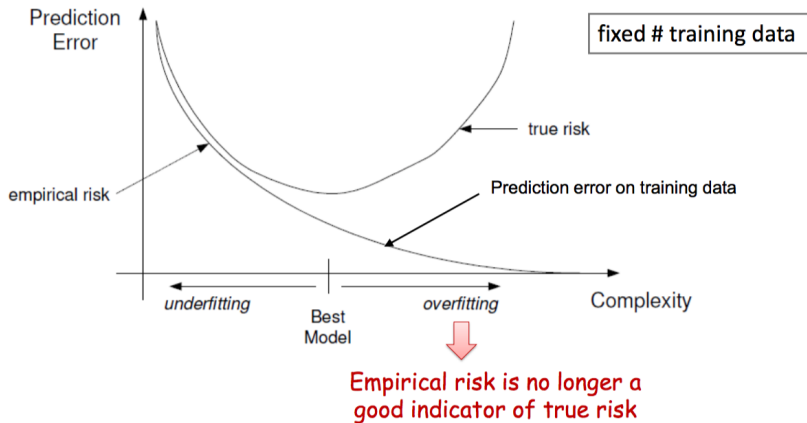 Prediction
Error
fixed # training data
true risk
empirical risk
Prediction error on training data
underfitting
overfitting
Complexity
Best
Model
Empirical risk is no longer a
good indicator of true risk